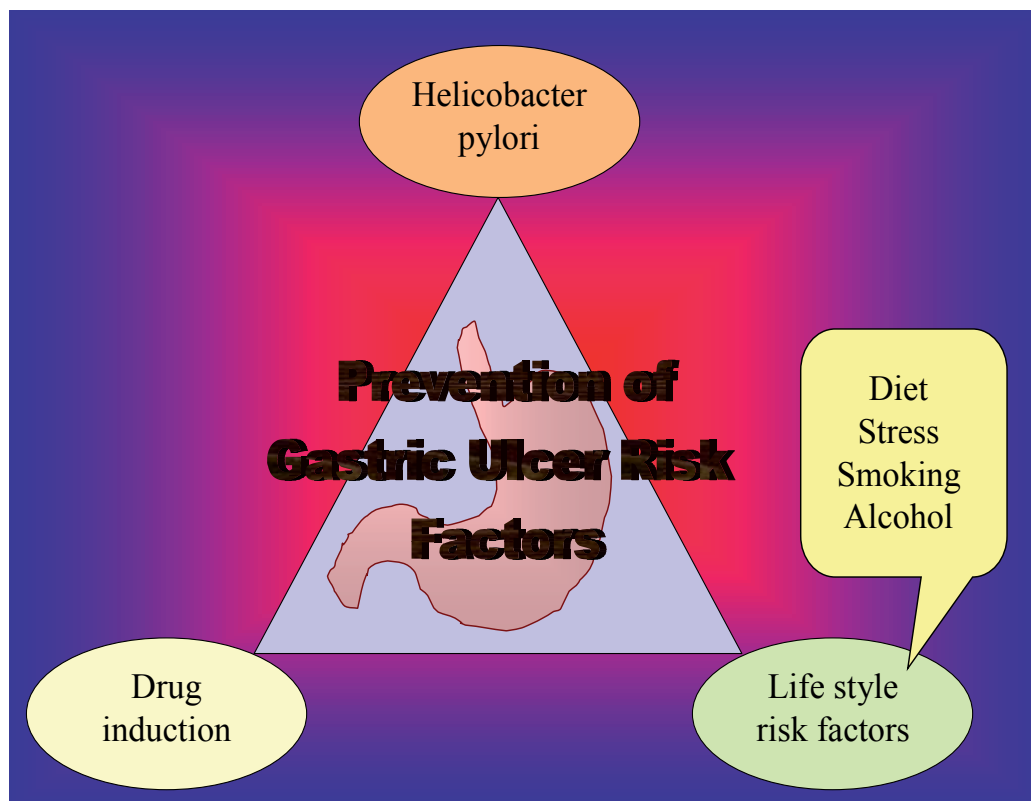 Helicobacter
pylori
Prevention of
Gastric Ulcer Risk
Factors
Diet
Stress
Smoking
Alcohol
Drug
induction
Life style
risk factors